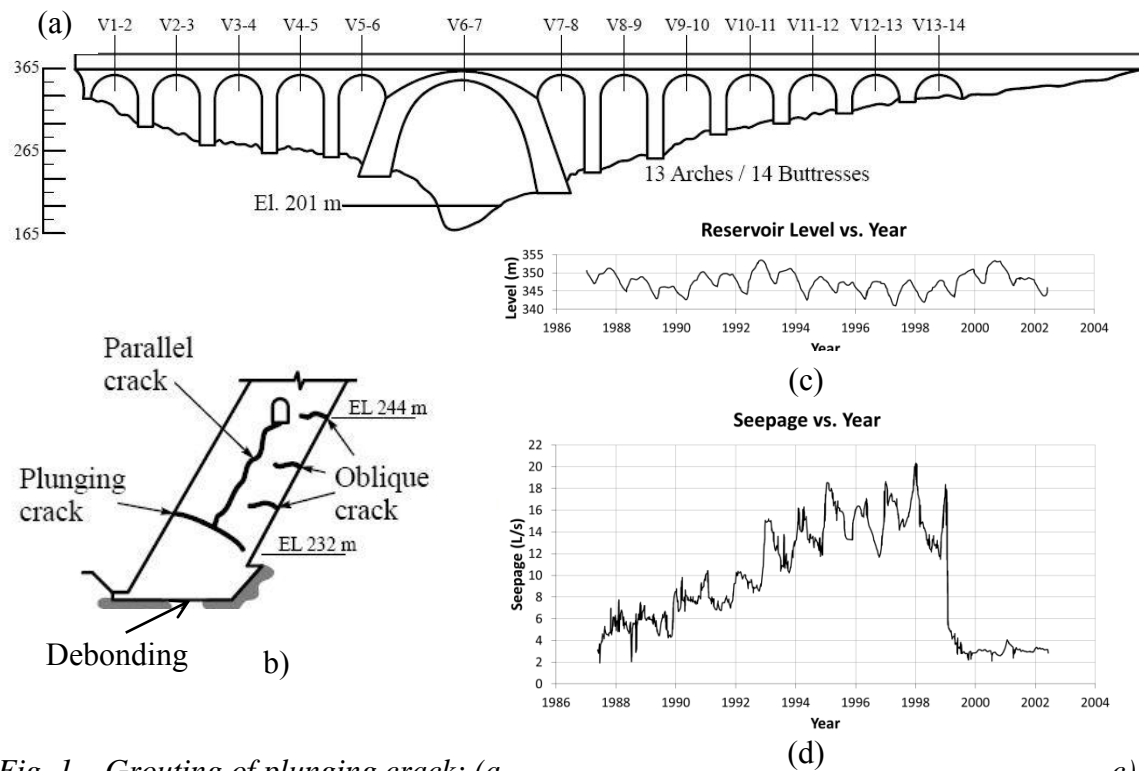 (a)
V1-2 V2-3 V3-4 V4-5 V5-6 V6-7 V7-8 V8-9 V9-10 V10-11 V11-12 V12-13 V13-14
365
265
165
El. 201 m
13 Arches / 14 Buttresses
Reservoir Level vs. Year
Level (m)
355
350
345
340
1986 1988 1990 1992 1994 1996 1998 2000 2002 2004
Year
(c)
Parallel
crack
EL 244 m
Plunging
crack
Oblique
crack
EL 232 m
Debonding
b)
Seepage vs. Year
Seepage (L/s)
22
20
18
16
14
12
10
8
6
4
2
0
1986 1988 1990 1992 1994 1996 1998 2000 2002 2004
Year
(d)
Fig. 1 Grouting of plunging crack: (a c)